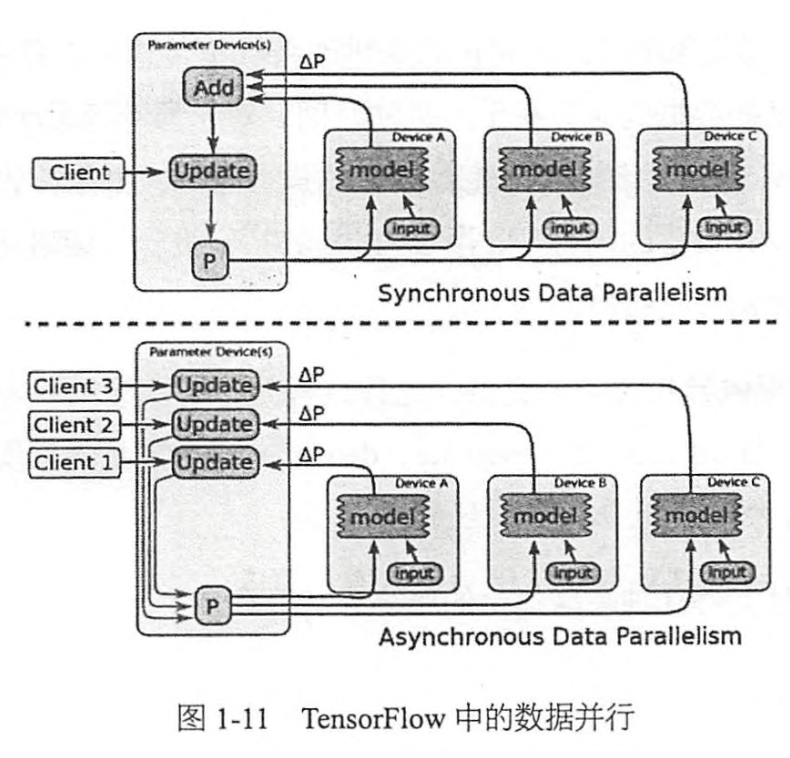 Parameter Device(s)
ΔP
Add
Device A
Device B
Device C
Client
Update
model
model
model
input
input
input
P
Synchronous Data Parallelism
Parameter Device(s)
Client 3
Update
ΔP
Client 2
Update
ΔP
Client 1
Update
ΔP
Device A
Device B
Device C
model
model
model
input
input
input
P
Asynchronous Data Parallelism
图 1-11 TensorFlow 中的数据并行